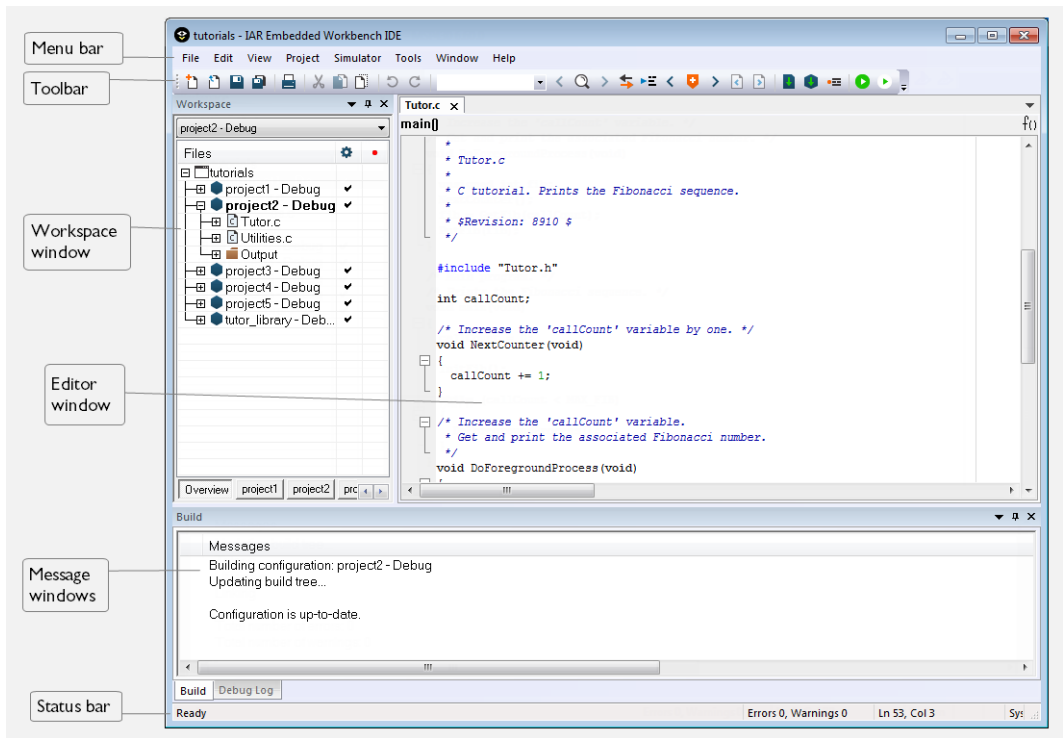 Menu bar
Toolbar
Workspace
window
Editor
window
Message
windows
Status bar
tutorials - IAR Embedded Workbench IDE
File Edit View Project Simulator Tools Window Help
Workspace
project2 - Debug
Files
tutorials
project1 - Debug
project2 - Debug
Tutor.c
Utilities.c
Output
project3 - Debug
project4 - Debug
project5 - Debug
tutor_library - Deb...
Overview project1 project2 prc
Tutor.c
main()
f()
*
* Tutor.c
*
* C tutorial. Prints the Fibonacci sequence.
*
* $Revision: 8910 $
*/
#include "Tutor.h"
int callCount;
/* Increase the 'callCount' variable by one. */
void NextCounter(void)
{
callCount += 1;
}
/* Increase the 'callCount' variable.
* Get and print the associated Fibonacci number.
*/
void DoForegroundProcess(void)
Build
Messages
Building configuration: project2 - Debug
Updating build tree...
Configuration is up-to-date.
Build Debug Log
Ready Errors 0, Warnings 0 Ln 53, Col 3 Sys